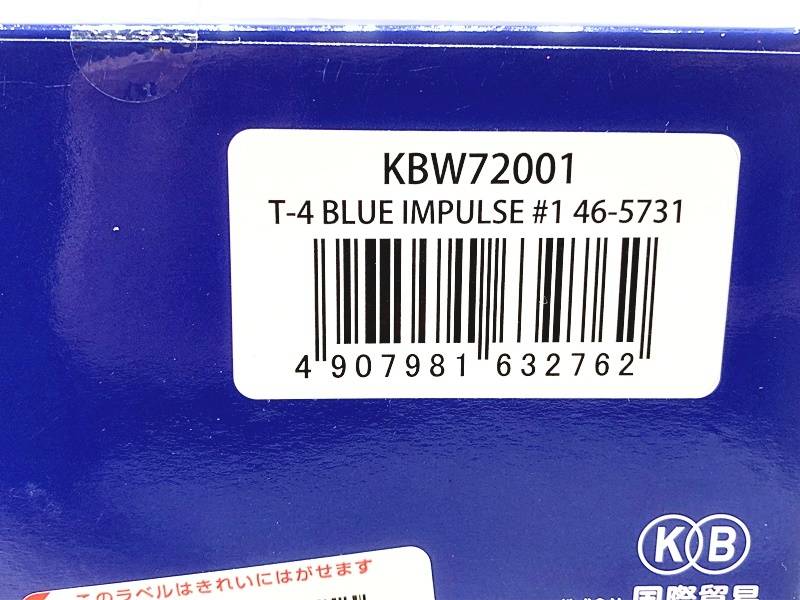 KBW72001
T-4 BLUE IMPULSE #1 46-5731
4 907981 632762
KB
国際貿易
このラベルはきれいにはがせます